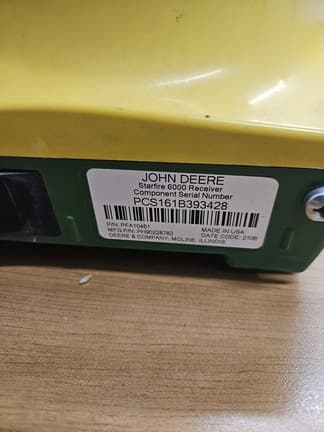 JOHN DEERE
Starfire 6000 Receiver
Component Serial Number
PCS161B393428
P/N: PFA10461 MADE IN USA
MFG P/N: PH90228782 DATE CODE: 2106
DEERE & COMPANY, MOLINE, ILLINOIS